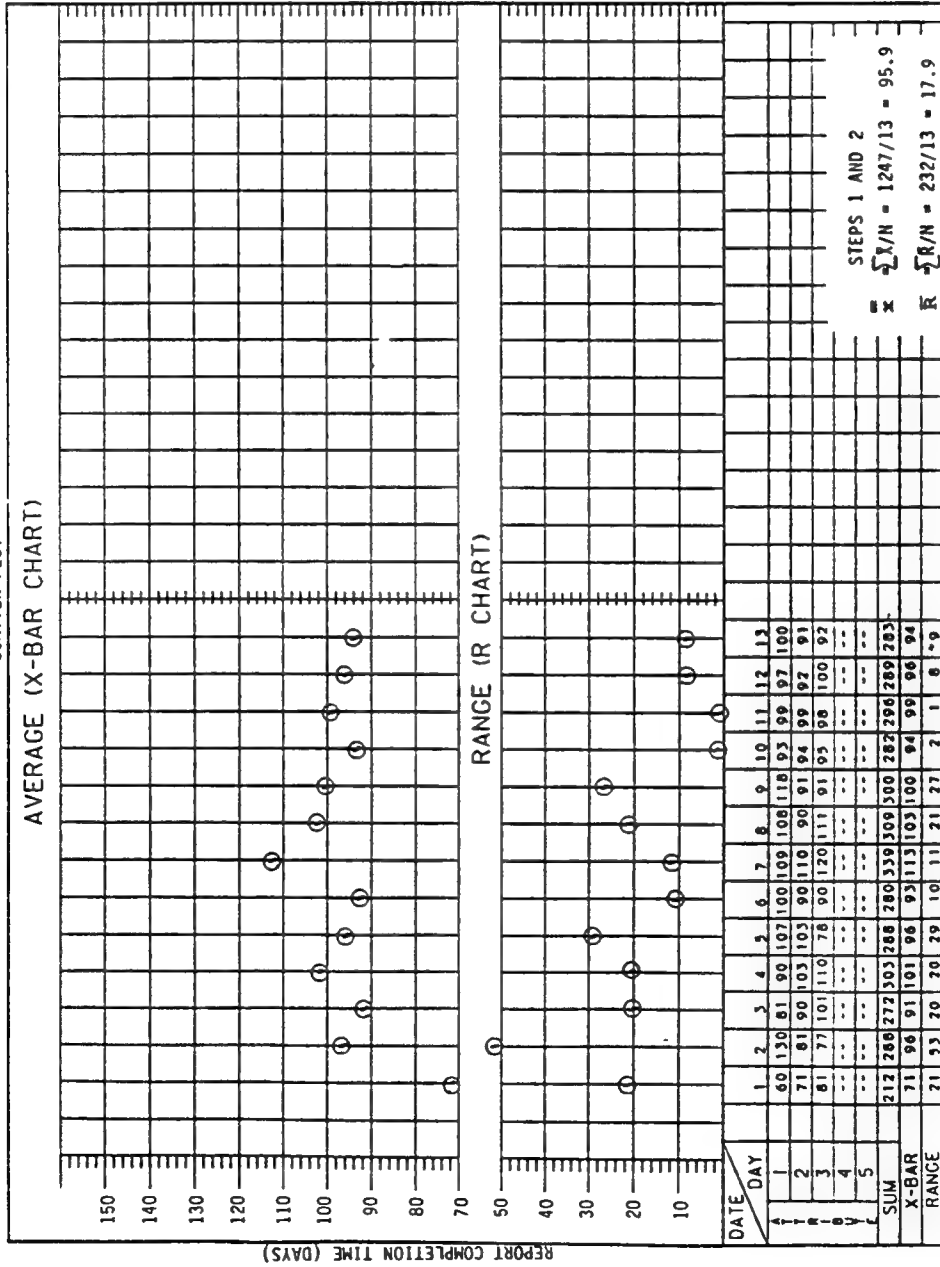 AVERAGE (X-BAR CHART)
REPORT COMPLETION TIME (DAYS)
150
140
130
120
110
100
90
80
70
RANGE (R CHART)
50
40
30
20
10
DATE DAY 1 2 3 4 5 6 7 8 9 10 11 12 13
1 60 130 81 90 107 100 109 108 118 93 99 97 100
2 71 81 90 103 103 90 110 90 91 94 99 92 91
3 81 77 101 110 78 90 120 111 91 95 98 100 92
4 -- -- -- -- -- -- -- -- -- -- -- -- --
5 -- -- -- -- -- -- -- -- -- -- -- -- --
SUM 212 288 272 303 288 280 339 309 300 282 296 289 283
X-BAR 71 96 91 101 96 93 113 103 100 94 99 96 94
RANGE 21 53 20 20 29 10 11 21 27 2 1 8 9
STEPS 1 AND 2
x̿ = ∑X̄/N = 1247/13 = 95.9
R̄ = ∑R/N = 232/13 = 17.9